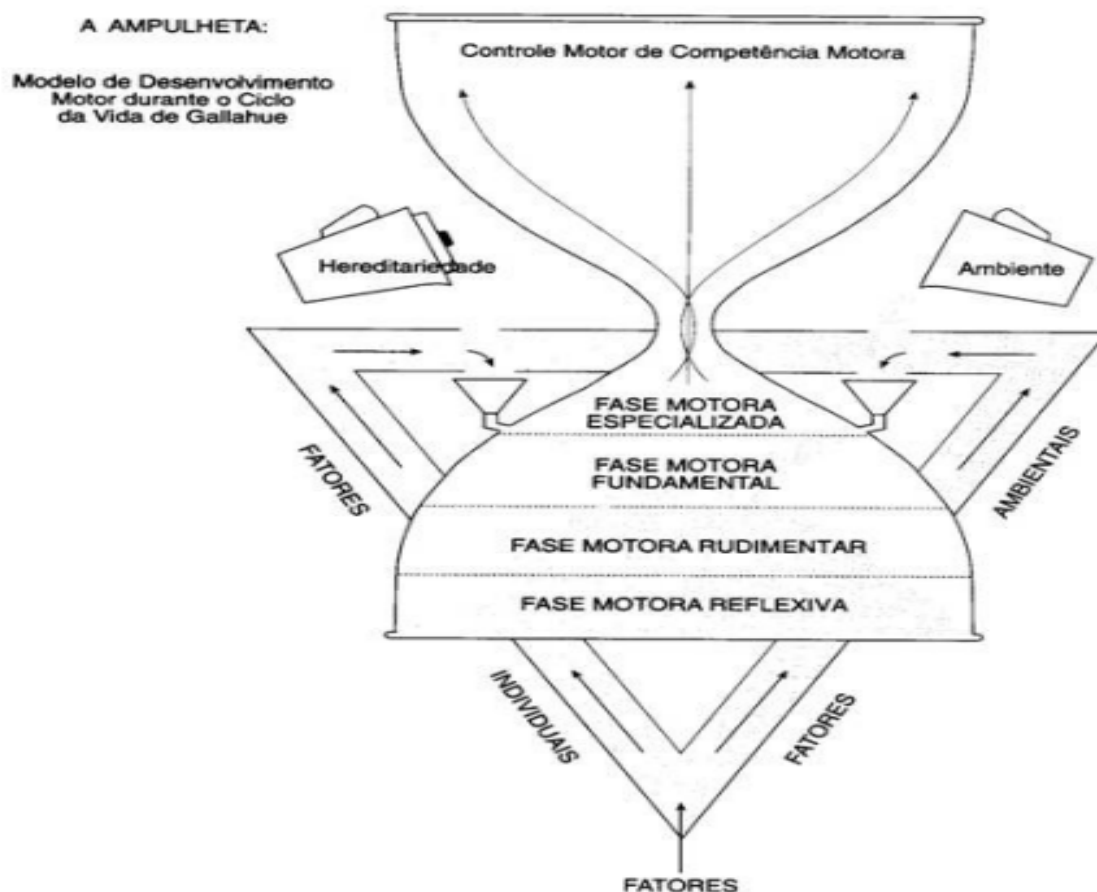 A AMPULHETA:
Modelo de Desenvolvimento
Motor durante o Ciclo
da Vida de Gallahue
Controle Motor de Competência Motora
Hereditariedade
Ambiente
FASE MOTORA
ESPECIALIZADA
FASE MOTORA
FUNDAMENTAL
FASE MOTORA RUDIMENTAR
FASE MOTORA REFLEXIVA
FATORES
AMBIENTAIS
INDIVIDUAIS
FATORES
FATORES